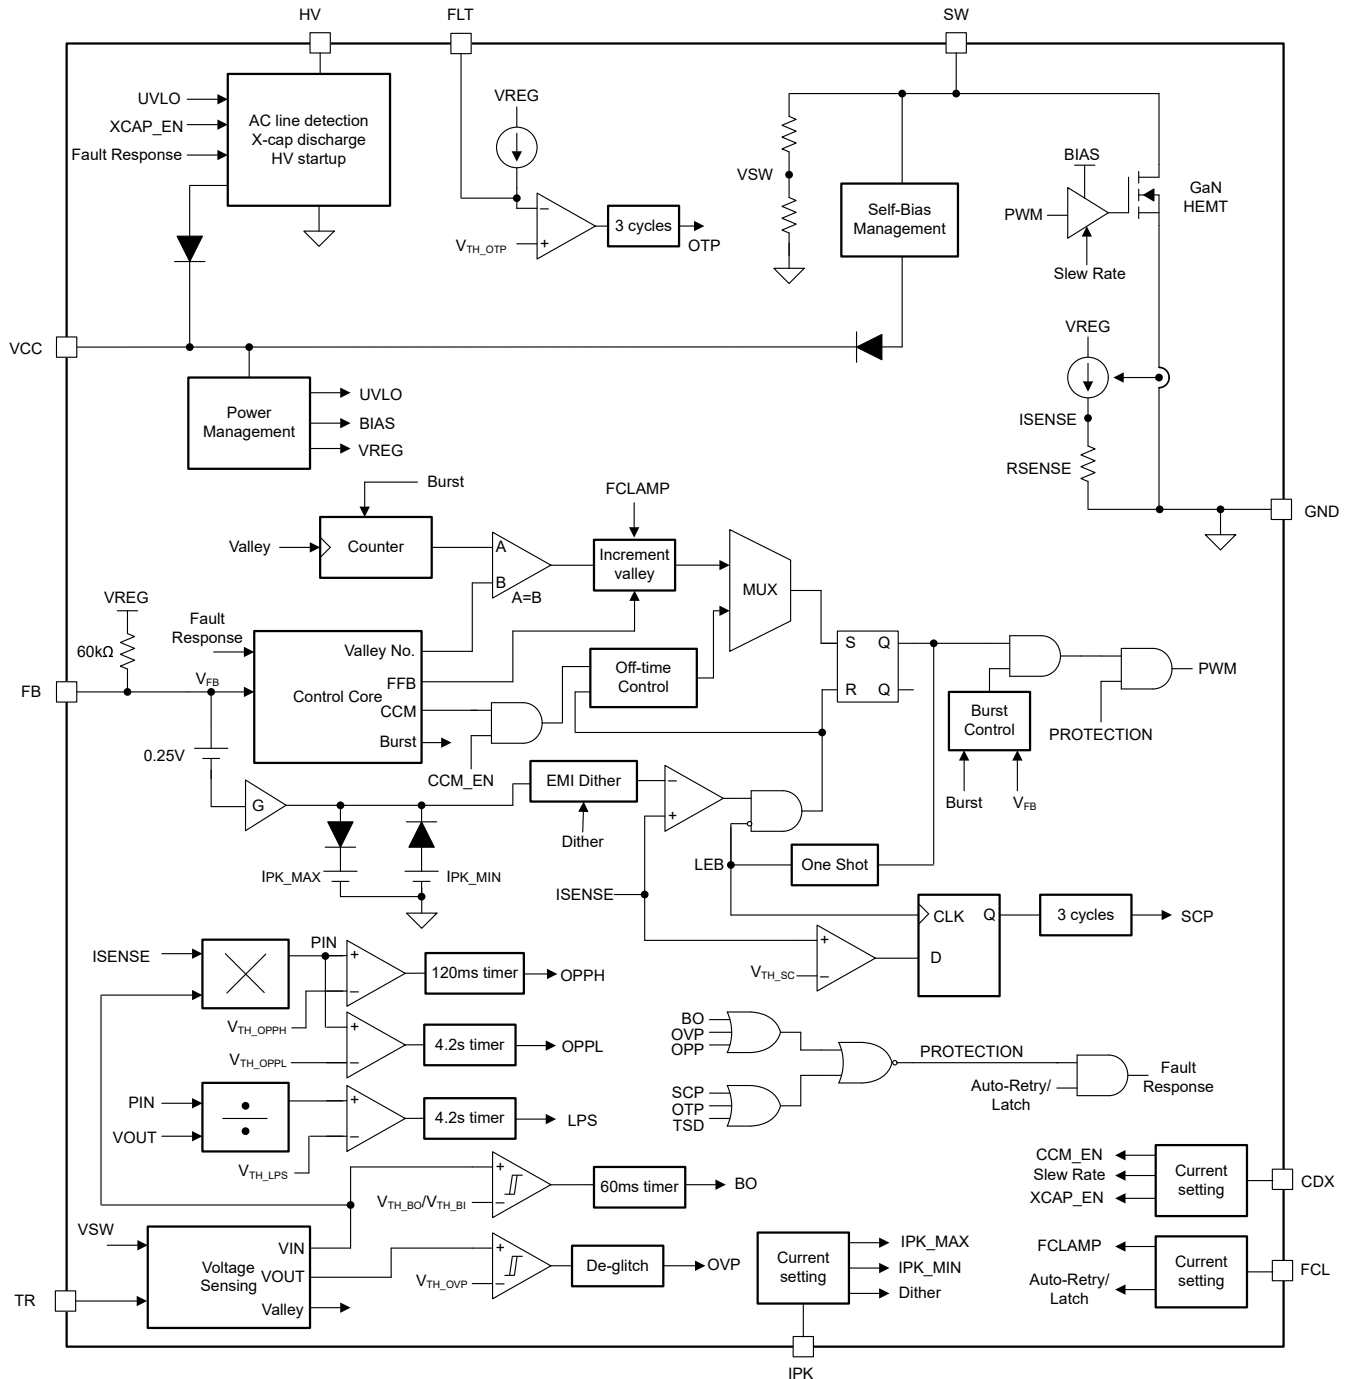 HV
FLT
SW
UVLO
XCAP_EN
Fault Response
AC line detection
X-cap discharge
HV startup
VREG
VTH_OTP
−
+
3 cycles
OTP
VSW
Self-Bias
Management
BIAS
PWM
Slew Rate
GaN
HEMT
VCC
VREG
ISENSE
RSENSE
GND
Power
Management
UVLO
BIAS
VREG
Burst
Valley
Counter
A
B
A=B
FCLAMP
Increment
valley
MUX
VREG
60kΩ
Fault
Response
FB
VFB
Control Core
Valley No.
FFB
CCM
Burst
CCM_EN
Off-time
Control
S
Q
R
Q
Burst
Control
Burst
VFB
PROTECTION
PWM
0.25V
G
IPK_MAX
IPK_MIN
EMI Dither
Dither
−
+
LEB
One Shot
ISENSE
CLK
Q
D
3 cycles
SCP
+
−
VTH_SC
ISENSE
PIN
+
−
VTH_OPPH
120ms timer
OPPH
+
−
VTH_OPPL
4.2s timer
OPPL
PIN
VOUT
+
−
VTH_LPS
4.2s timer
LPS
BO
OVP
OPP
SCP
OTP
TSD
PROTECTION
Auto-Retry/
Latch
Fault
Response
+
−
VTH_BO/VTH_BI
60ms timer
BO
VSW
TR
Voltage
Sensing
VIN
VOUT
Valley
+
−
VTH_OVP
De-glitch
OVP
Current
setting
IPK_MAX
IPK_MIN
Dither
IPK
CCM_EN
Slew Rate
XCAP_EN
Current
setting
CDX
FCLAMP
Auto-Retry/
Latch
Current
setting
FCL